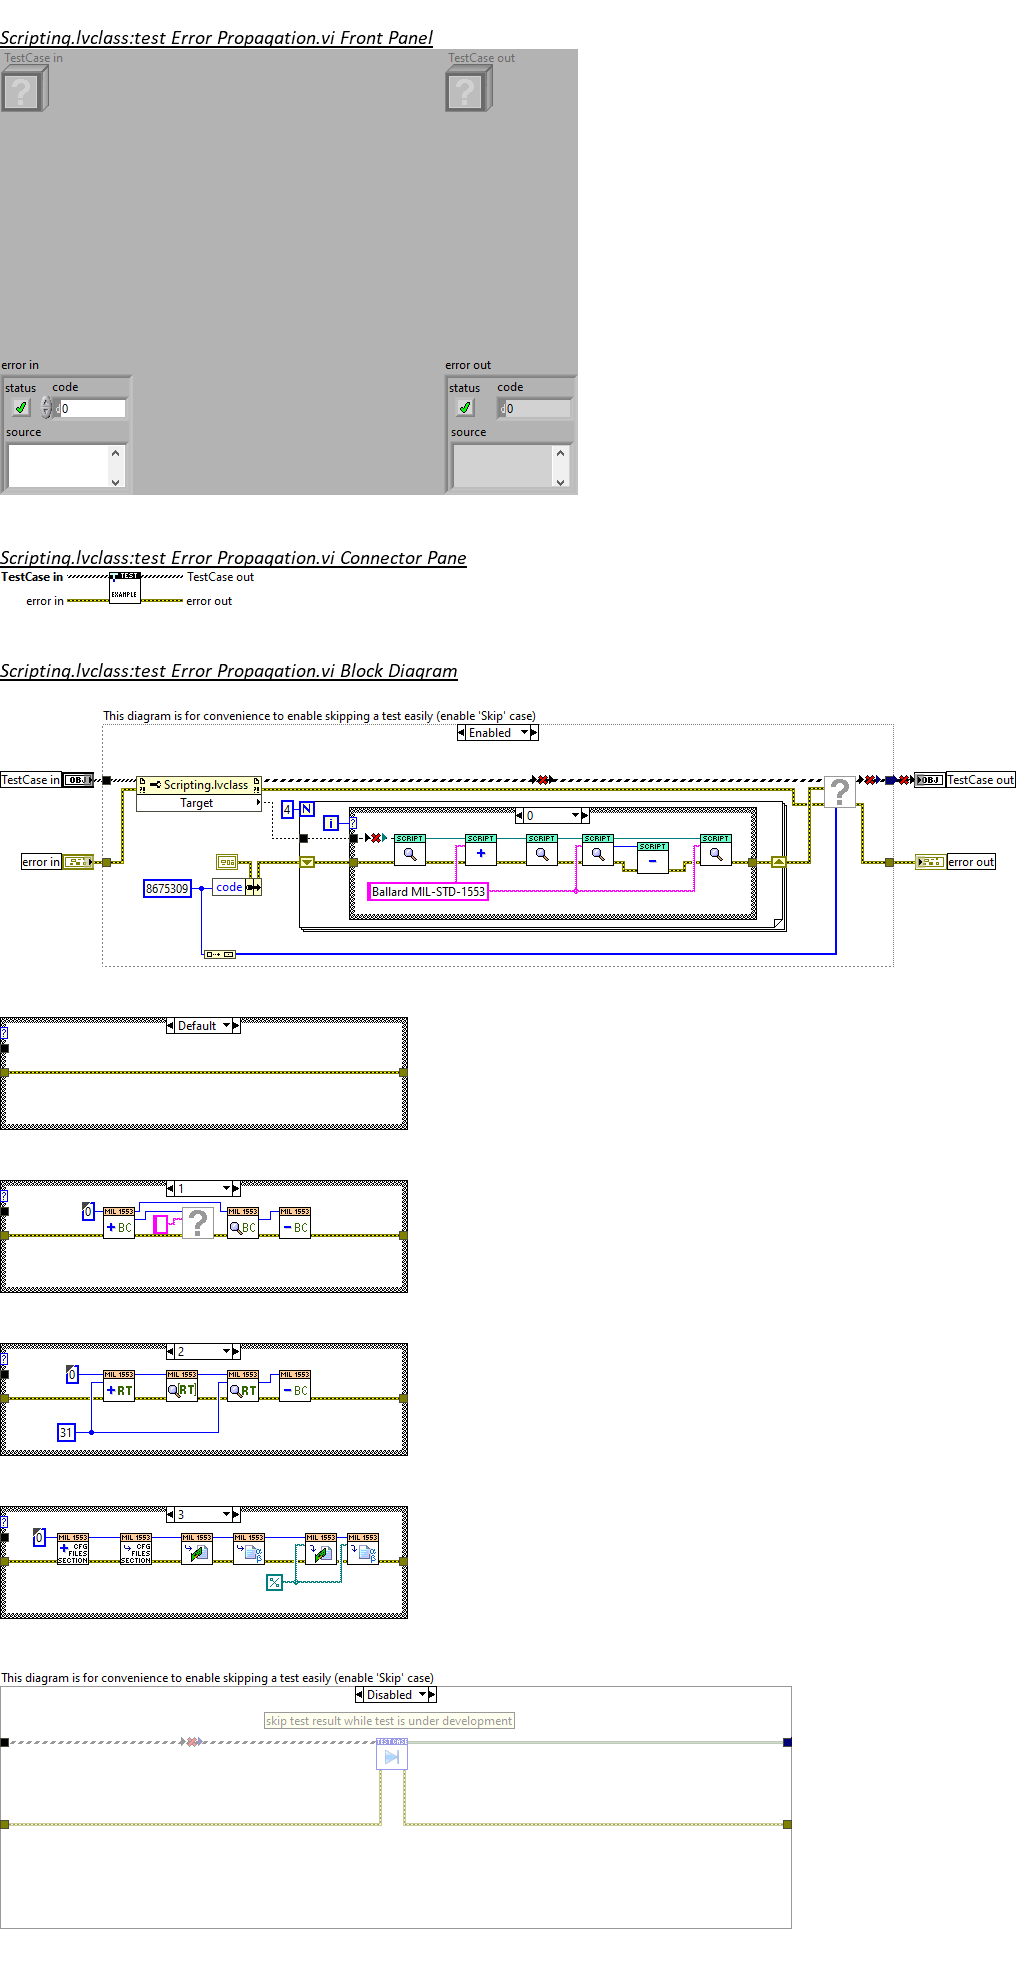 Scripting.lvclass:test Error Propagation.vi Front Panel
TestCase in
TestCase out
?
?
error in
error out
status
code
status
code
0
0
source
source
Scripting.lvclass:test Error Propagation.vi Connector Pane
TestCase in
TEST
TestCase out
error in
EXAMPLE
error out
Scripting.lvclass:test Error Propagation.vi Block Diagram
This diagram is for convenience to enable skipping a test easily (enable 'Skip' case)
Enabled
TestCase in
OBJ
Scripting.lvclass
Target
?
OBJ
TestCase out
4
N
i
?
0
SCRIPT
SCRIPT
SCRIPT
SCRIPT
SCRIPT
SCRIPT
+
-
error in
error out
8675309
code
Ballard MIL-STD-1553
Default
?
1
?
0
MIL 1553
+ BC
?
MIL 1553
BC
MIL 1553
- BC
2
?
0
MIL 1553
+RT
MIL 1553
[RT]
MIL 1553
RT
MIL 1553
- BC
31
3
?
0
MIL 1553
+ CFG
FILES
SECTION
MIL 1553
CFG
FILES
SECTION
MIL 1553
MIL 1553
MIL 1553
MIL 1553
This diagram is for convenience to enable skipping a test easily (enable 'Skip' case)
Disabled
skip test result while test is under development
TEST CASE